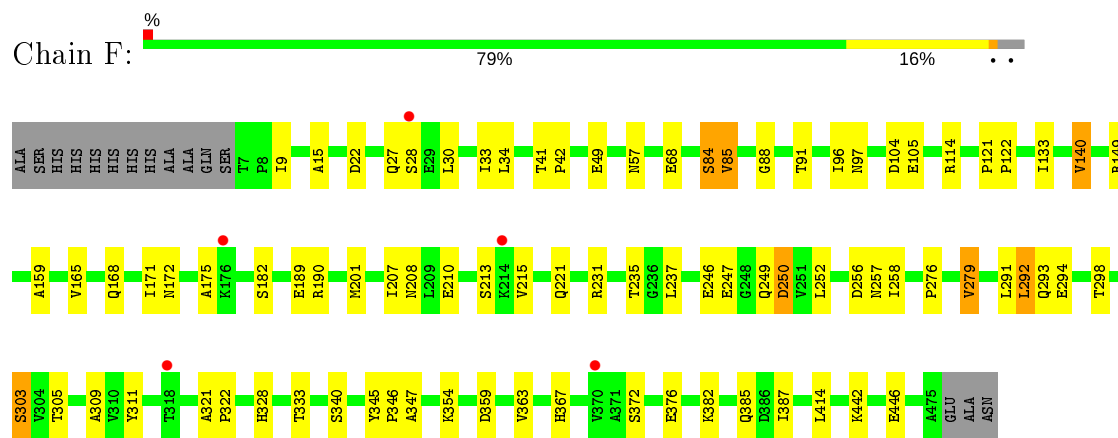 %
Chain F:
79% 16% • •
ALA SER HIS HIS HIS HIS HIS HIS ALA ALA GLN SER T7 P8 I9 A15 D22 Q27 S28 E29 L30 I33 L34 T41 P42 E49 N57 E68 S84 V85 G88 T91 I96 N97 D104 E105 R114 P121 P122 I133 V140 R149
A159 V165 Q168 I171 N172 A175 K176 S182 E189 R190 M201 I207 N208 L209 E210 S213 K214 V215 Q221 R231 T235 G236 L237 E246 E247 G248 Q249 D250 V251 L252 D256 N257 I258 P276 V279 L291 L292 Q293 E294 T298
S303 V304 T305 A309 V310 Y311 T318 A321 P322 H328 T333 S340 Y345 P346 A347 K354 D359 V363 H367 V370 A371 S372 E376 K382 Q385 D386 I387 L414 K442 E446 A475 GLU ALA ASN